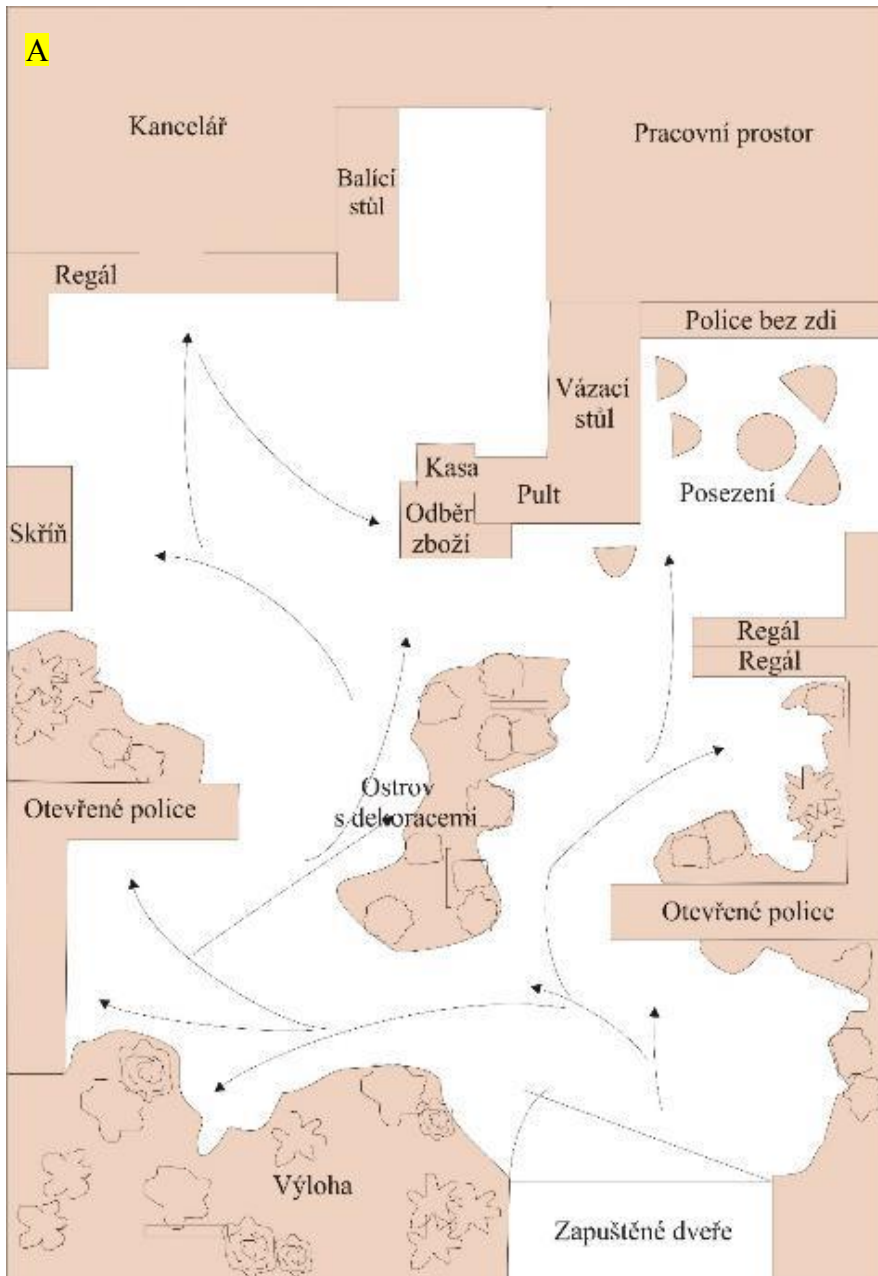 A
Kancelář
Pracovní prostor
Balící
stůl
Regál
Police bez zdi
Vázací
stůl
Kasa
Pult
Posezení
Odběr
zboží
Skříň
Regál
Regál
Ostrov
s dekoracemi
Otevřené police
Otevřené police
Výloha
Zapuštěné dveře